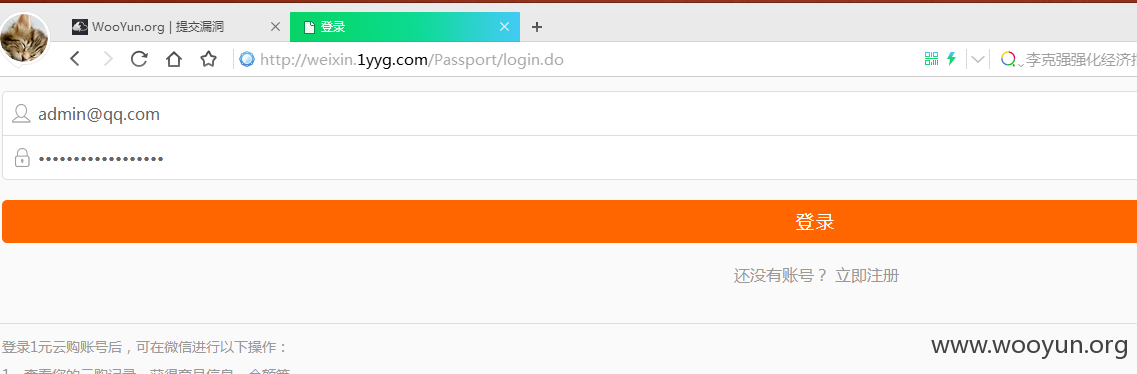 WooYun.org | 提交漏洞
登录
http://weixin.1yyg.com/Passport/login.do
李克强强化经济
admin@qq.com
••••••••••••••••••
登录
还没有账号？ 立即注册
登录1元云购账号后，可在微信进行以下操作：
www.wooyun.org